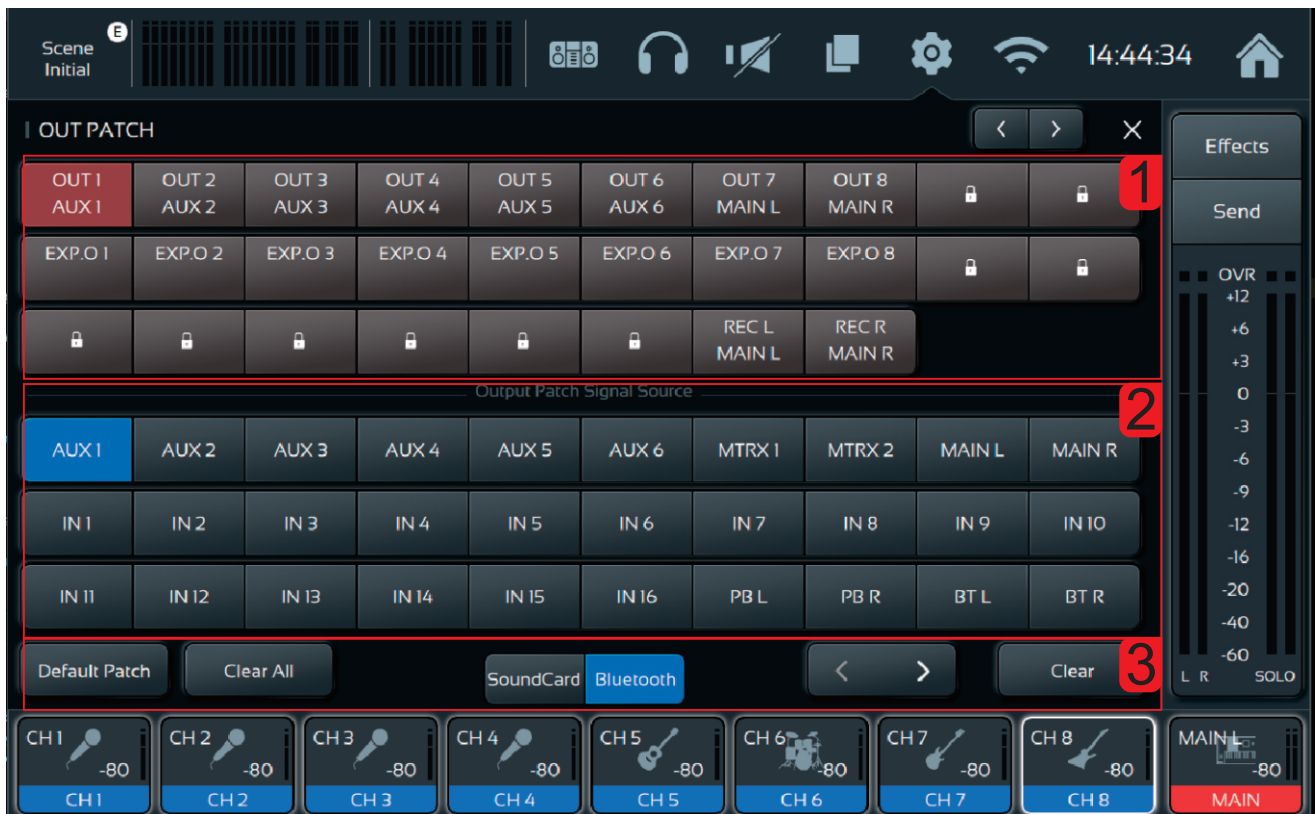 Scene E
Initial
14:44:34
OUT PATCH
< > X
Effects
Send
1
OUT 1 OUT 2 OUT 3 OUT 4 OUT 5 OUT 6 OUT 7 OUT 8
AUX 1 AUX 2 AUX 3 AUX 4 AUX 5 AUX 6 MAIN L MAIN R
EXP.O 1 EXP.O 2 EXP.O 3 EXP.O 4 EXP.O 5 EXP.O 6 EXP.O 7 EXP.O 8
REC L REC R
MAIN L MAIN R
Output Patch Signal Source
2
AUX 1 AUX 2 AUX 3 AUX 4 AUX 5 AUX 6 MTRX 1 MTRX 2 MAIN L MAIN R
IN 1 IN 2 IN 3 IN 4 IN 5 IN 6 IN 7 IN 8 IN 9 IN 10
IN 11 IN 12 IN 13 IN 14 IN 15 IN 16 PB L PB R BT L BT R
Default Patch Clear All SoundCard Bluetooth < > Clear
3
OVR
+12
+6
+3
0
-3
-6
-9
-12
-16
-20
-40
-60
L R SOLO
CH 1 CH 2 CH 3 CH 4 CH 5 CH 6 CH 7 CH 8 MAIN L
-80 -80 -80 -80 -80 -80 -80 -80 -80
CH 1 CH 2 CH 3 CH 4 CH 5 CH 6 CH 7 CH 8 MAIN